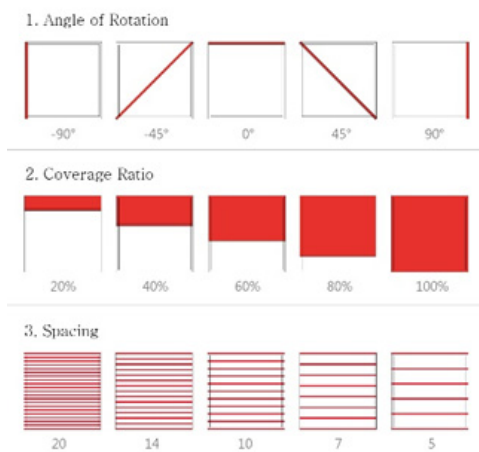 1. Angle of Rotation
-90° -45° 0° 45° 90°
2. Coverage Ratio
20% 40% 60% 80% 100%
3. Spacing
20 14 10 7 5